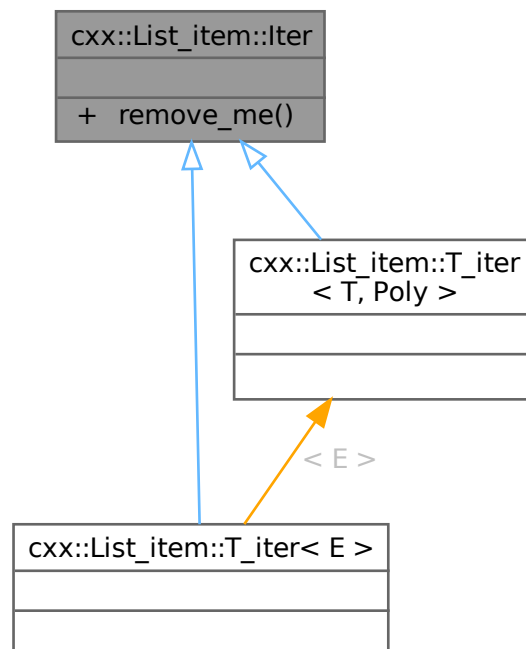 cxx::List_item::Iter
+ remove_me()
cxx::List_item::T_iter
< T, Poly >
< E >
cxx::List_item::T_iter< E >